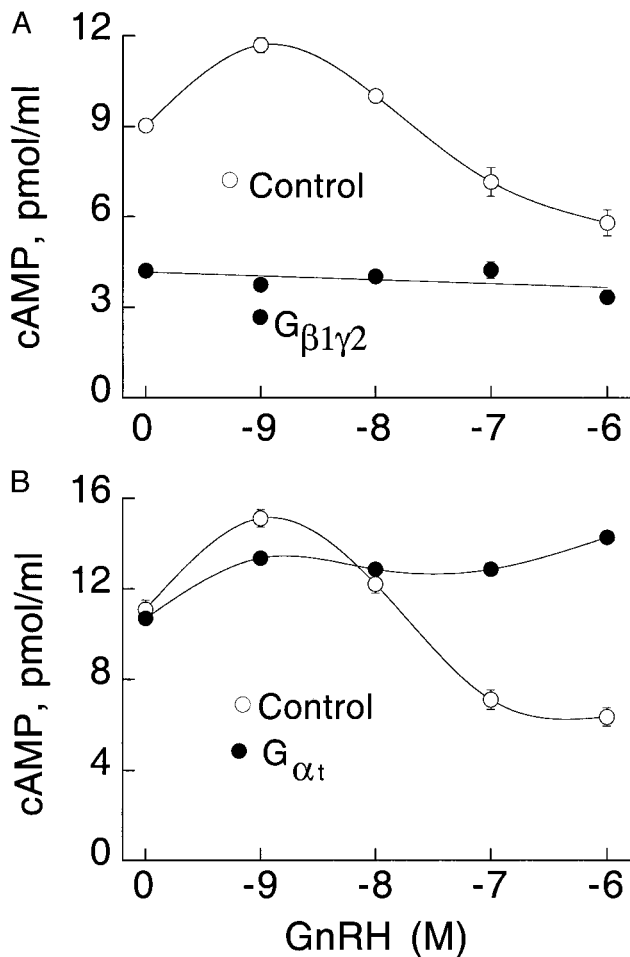 A
cAMP, pmol/ml
12
9
6
3
0
Control
Gβ1γ2
0 -9 -8 -7 -6
B
cAMP, pmol/ml
16
12
8
4
0
Control
Gαt
0 -9 -8 -7 -6
GnRH (M)